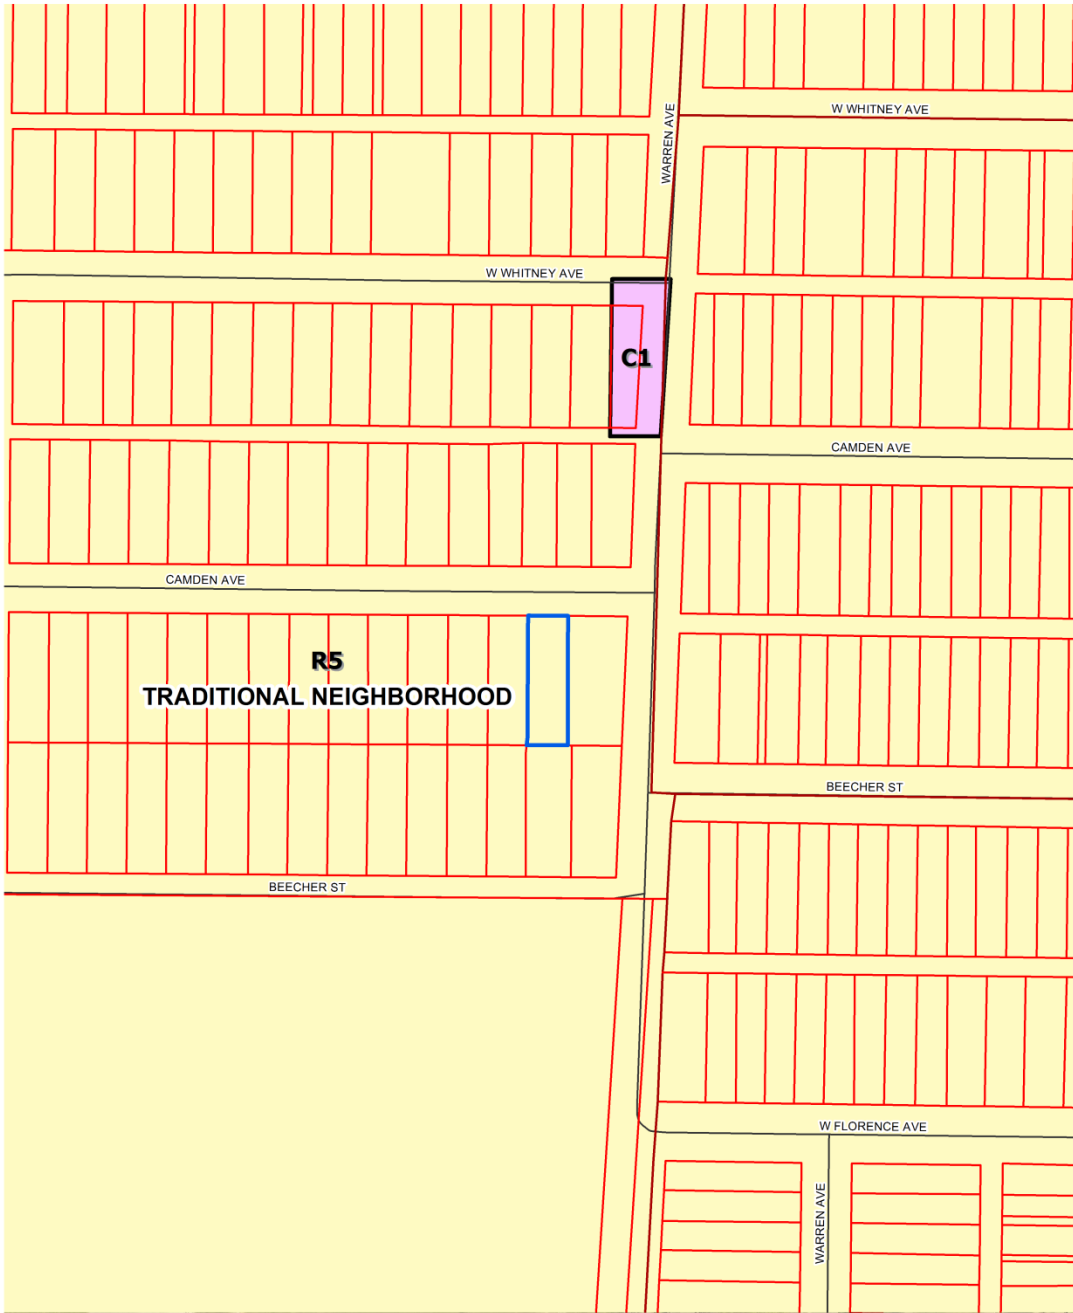 W WHITNEY AVE
WARREN AVE
W WHITNEY AVE
C1
CAMDEN AVE
CAMDEN AVE
R5
TRADITIONAL NEIGHBORHOOD
BEECHER ST
BEECHER ST
W FLORENCE AVE
WARREN AVE